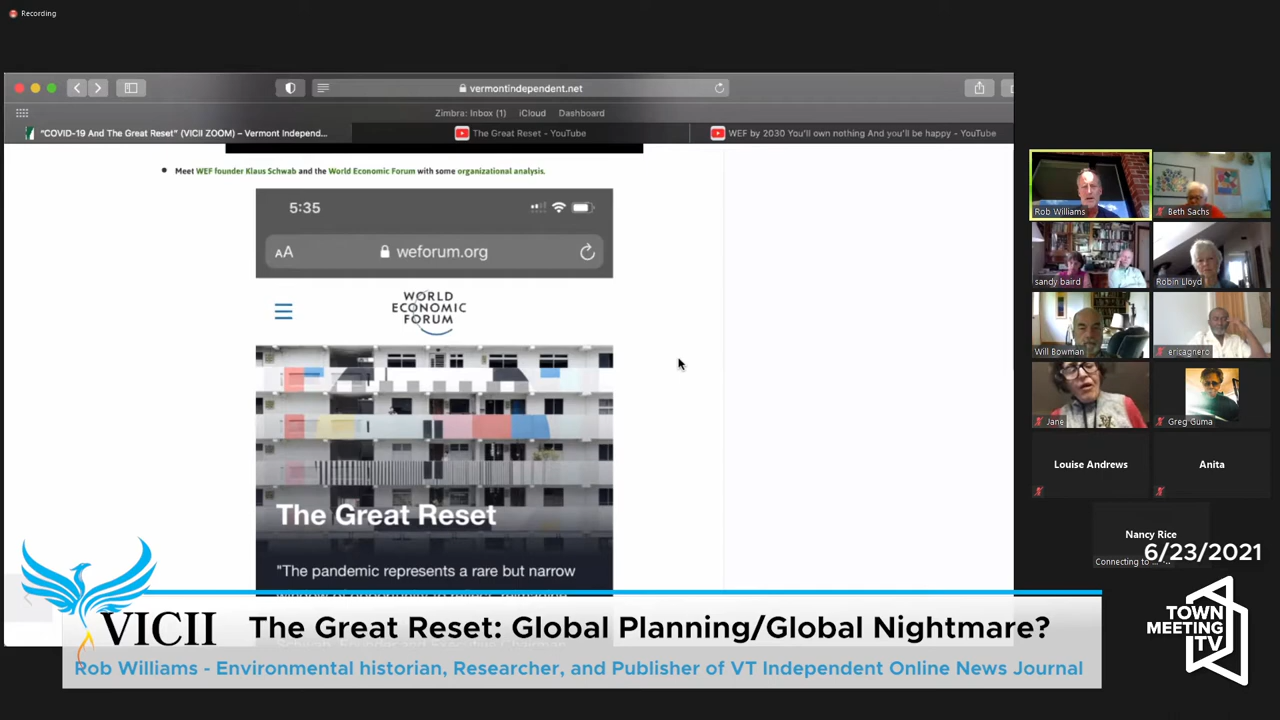 Recording
vermontindependent.net
Zimbra: Inbox (1) iCloud Dashboard
"COVID-19 And The Great Reset" (VICII ZOOM) – Vermont Independ...
The Great Reset - YouTube
WEF by 2030 You'll own nothing And you'll be happy - YouTube
Meet WEF founder Klaus Schwab and the World Economic Forum with some organizational analysis.
5:35
AA weforum.org
WORLD
ECONOMIC
FORUM
The Great Reset
"The pandemic represents a rare but narrow
Rob Williams
Beth Sachs
sandy baird
Robin Lloyd
Will Bowman
ericagnero
Jane
Greg Guma
Louise Andrews
Anita
Nancy Rice
Connecting to
6/23/2021
VICII
The Great Reset: Global Planning/Global Nightmare?
Rob Williams - Environmental historian, Researcher, and Publisher of VT Independent Online News Journal
TOWN
MEETING
TV